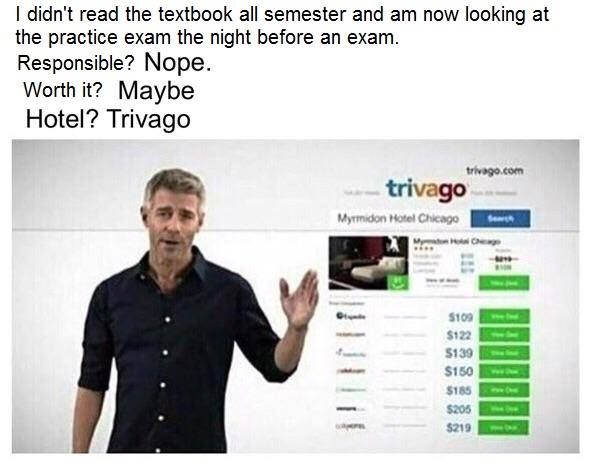 I didn't read the textbook all semester and am now looking at
the practice exam the night before an exam.
Responsible? Nope.
Worth it? Maybe
Hotel? Trivago
trivago.com
trivago
Myrmidon Hotel Chicago Search
Myrmidon Hotel Chicago
$109
$122
$139
$150
$185
$205
$219